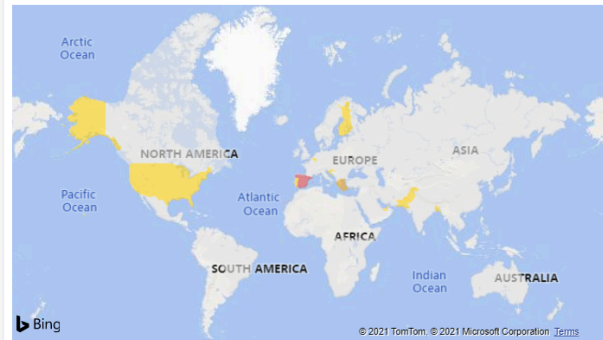 Arctic
Ocean
NORTH AMERICA
EUROPE
ASIA
Pacific
Ocean
Atlantic
Ocean
AFRICA
SOUTH AMERICA
Indian
Ocean
AUSTRALIA
Bing
© 2021 TomTom, © 2021 Microsoft Corporation Terms